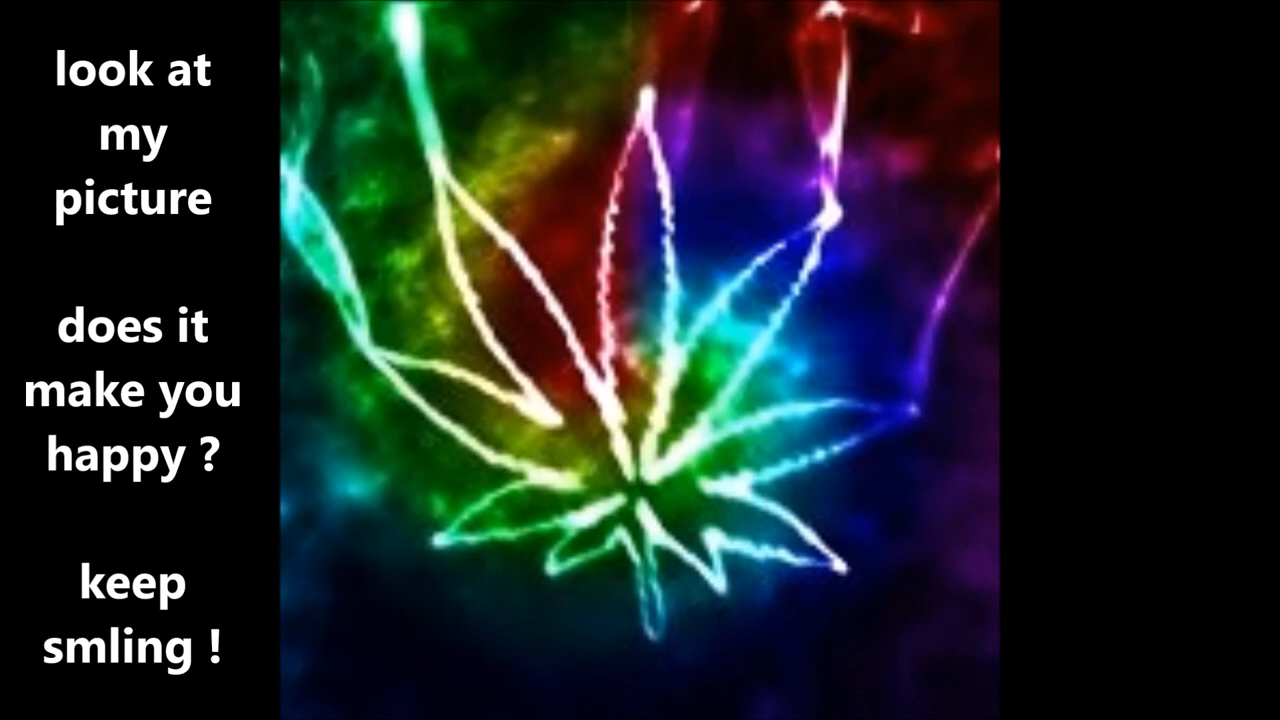 look at
my
picture
does it
make you
happy ?
keep
smling !